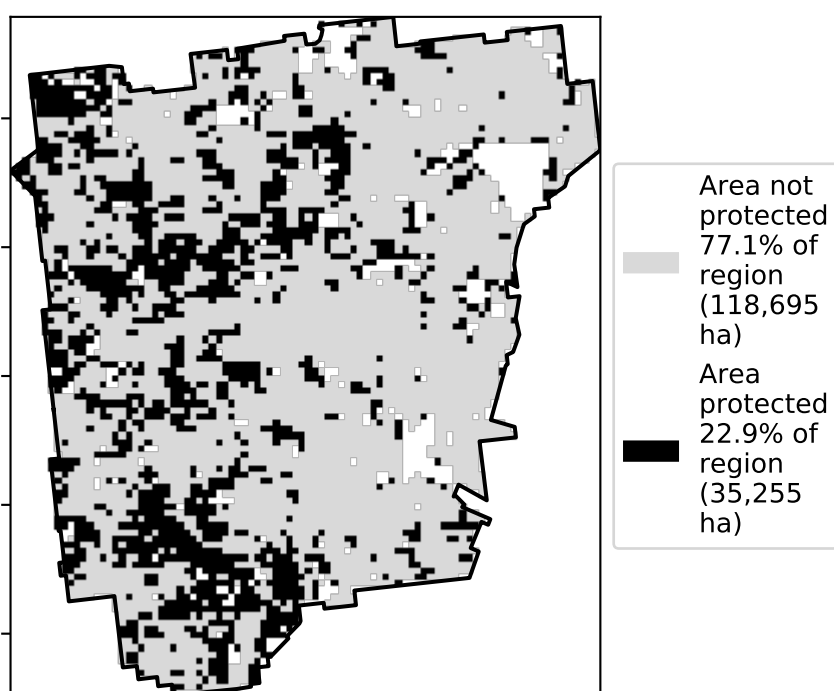 Area not
protected
77.1% of
region
(118,695
ha)
Area
protected
22.9% of
region
(35,255
ha)